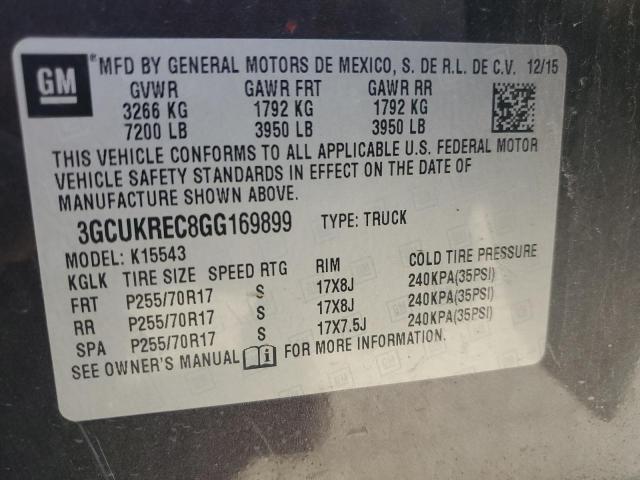 GM
*MFD BY GENERAL MOTORS DE MEXICO, S. DE R.L. DE C.V. 12/15
GVWR GAWR FRT GAWR RR
3266 KG 1792 KG 1792 KG
7200 LB 3950 LB 3950 LB
THIS VEHICLE CONFORMS TO ALL APPLICABLE U.S. FEDERAL MOTOR
VEHICLE SAFETY STANDARDS IN EFFECT ON THE DATE OF
MANUFACTURE SHOWN ABOVE.
3GCUKREC8GG169899 TYPE: TRUCK
MODEL: K15543
KGLK TIRE SIZE SPEED RTG RIM COLD TIRE PRESSURE
FRT P255/70R17 S 17X8J 240KPA(35PSI)
RR P255/70R17 S 17X8J 240KPA(35PSI)
SPA P255/70R17 S 17X7.5J 240KPA(35PSI)
SEE OWNER'S MANUAL FOR MORE INFORMATION.